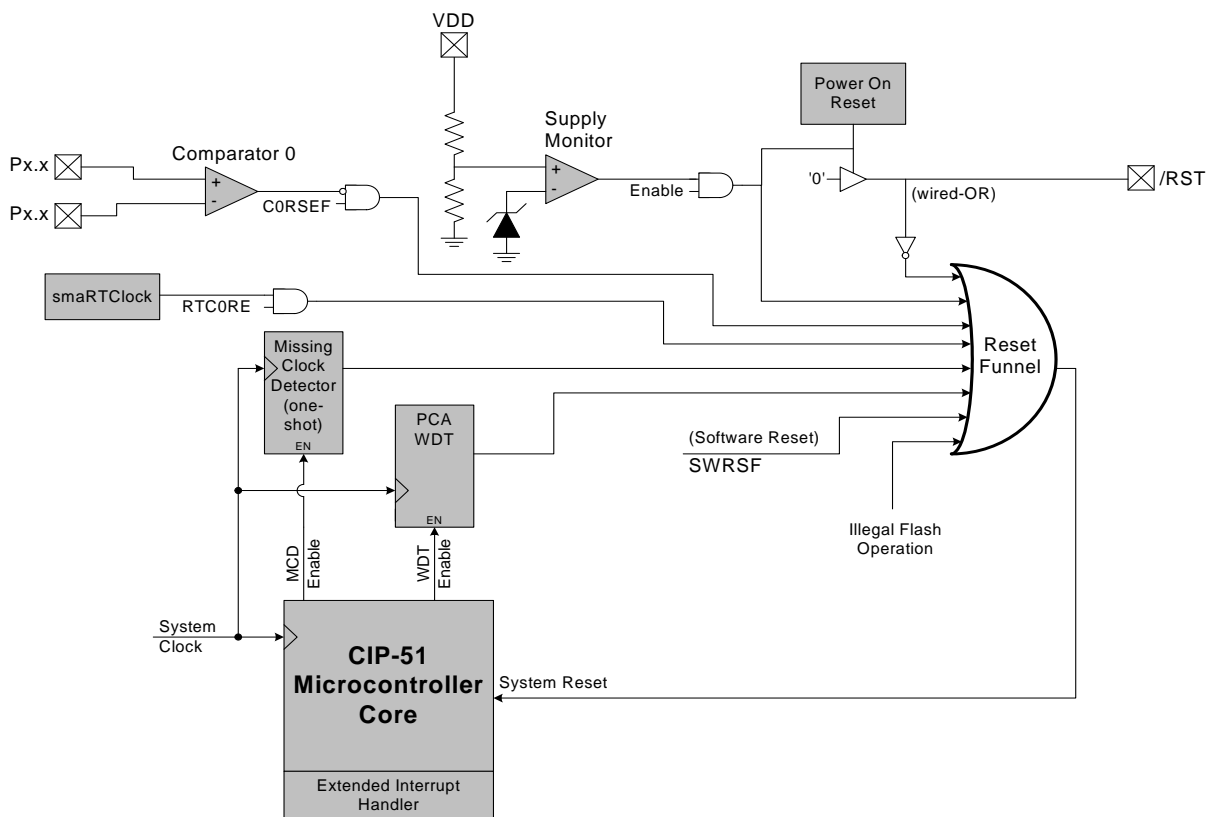 VDD
Power On
Reset
Supply
Monitor
Comparator 0
Px.x
+
-
Px.x
C0RSEF
+
-
Enable
'0'
/RST
(wired-OR)
smaRTClock
RTC0RE
Missing
Clock
Detector
(one-
shot)
EN
Reset
Funnel
PCA
WDT
EN
(Software Reset)
SWRSF
Illegal Flash
Operation
MCD
Enable
WDT
Enable
System
Clock
CIP-51
Microcontroller
Core
System Reset
Extended Interrupt
Handler